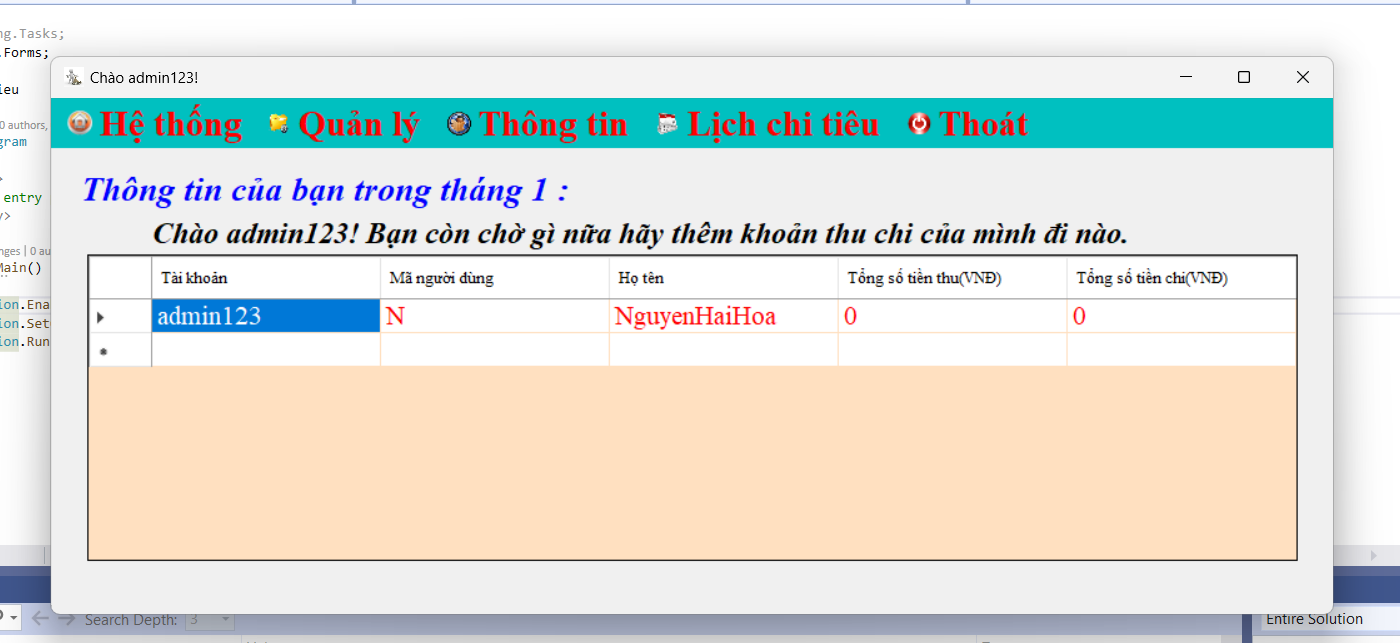 ng.Tasks;
.Forms;
ieu
0 authors,
gram
entry
/>
nges | 0 au
Main()
ion.Ena
ion.Set
ion.Run
Chào admin123!
Hệ thống Quản lý Thông tin Lịch chi tiêu Thoát
Thông tin của bạn trong tháng 1 :
Chào admin123! Bạn còn chờ gì nữa hãy thêm khoản thu chi của mình đi nào.
Tài khoản Mã người dùng Họ tên Tổng số tiền thu(VNĐ) Tổng số tiền chi(VNĐ)
admin123 N NguyenHaiHoa 0 0
Search Depth: 3
Entire Solution